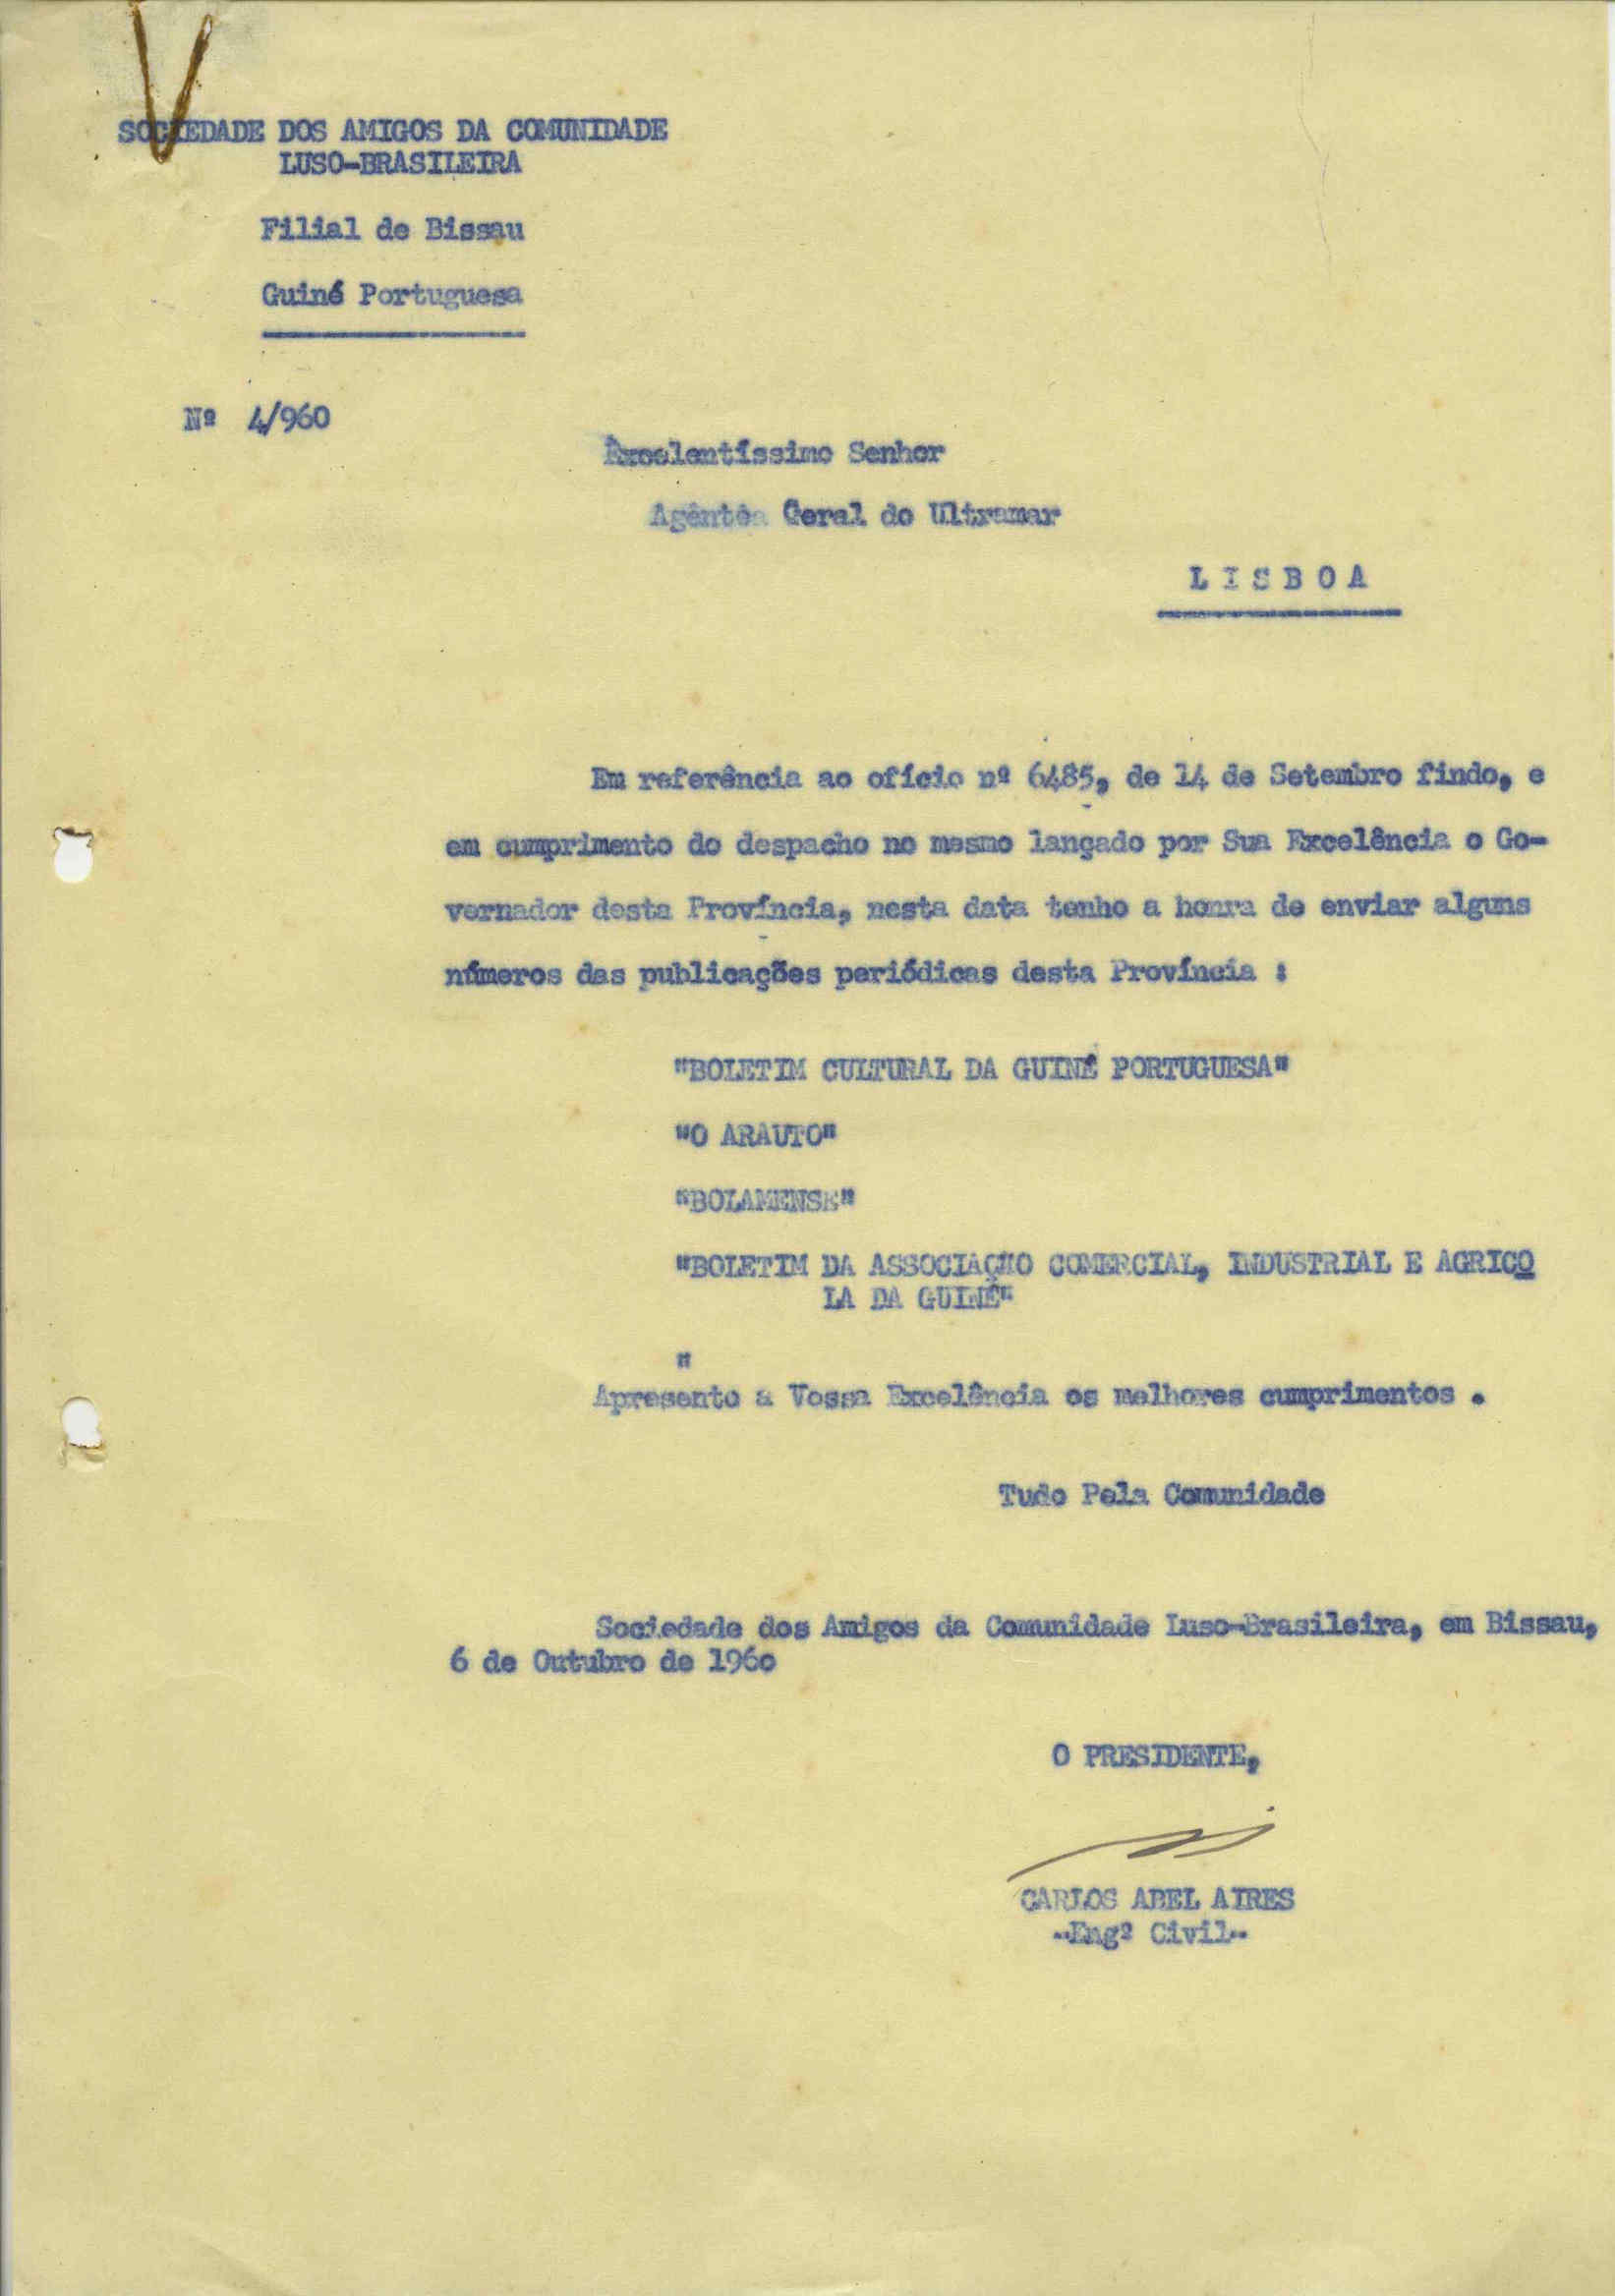 SOCIEDADE DOS AMIGOS DA COMUNIDADE
LUSO-BRASILEIRA
Filial de Bissau
Guiné Portuguesa
Nº 4/960
Excelentíssimo Senhor
Agente Geral do Ultramar
LISBOA
Em referência ao ofício nº 6485, de 14 de Setembro findo, e
em cumprimento do despacho no mesmo lançado por Sua Excelência o Go-
vernador desta Província, nesta data tenho a honra de enviar alguns
números das publicações periódicas desta Província :
"BOLETIM CULTURAL DA GUINÉ PORTUGUESA"
"O ARAUTO"
"BOLAMENSE"
"BOLETIM DA ASSOCIAÇÃO COMERCIAL, INDUSTRIAL E AGRICO
LA DA GUINÉ"
"
Apresento a Vossa Excelência os melhores cumprimentos .
Tudo Pela Comunidade
Sociedade dos Amigos da Comunidade Luso-Brasileira, em Bissau,
6 de Outubro de 196o
O PRESIDENTE,
CARLOS ABEL AIRES
-Engº Civil-